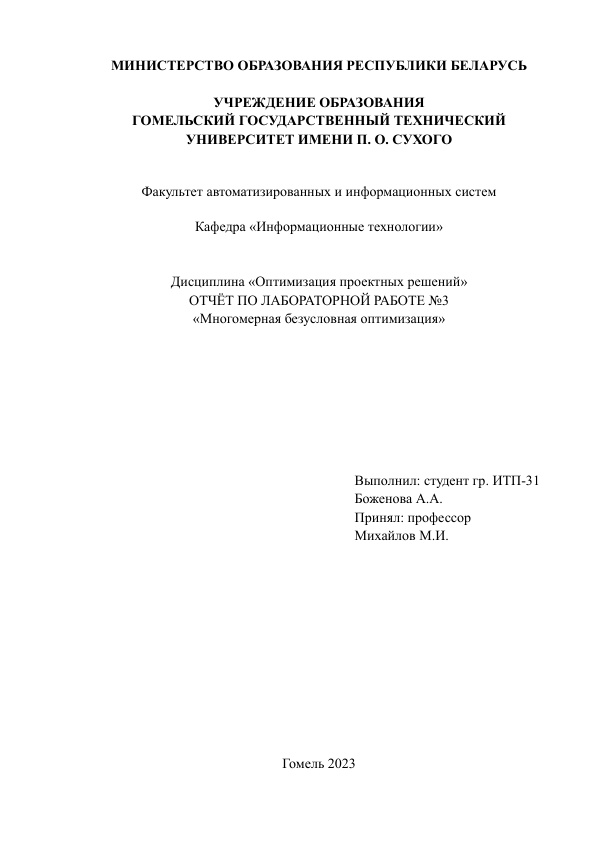 МИНИСТЕРСТВО ОБРАЗОВАНИЯ РЕСПУБЛИКИ БЕЛАРУСЬ
УЧРЕЖДЕНИЕ ОБРАЗОВАНИЯ
ГОМЕЛЬСКИЙ ГОСУДАРСТВЕННЫЙ ТЕХНИЧЕСКИЙ
УНИВЕРСИТЕТ ИМЕНИ П. О. СУХОГО
Факультет автоматизированных и информационных систем
Кафедра «Информационные технологии»
Дисциплина «Оптимизация проектных решений»
ОТЧЁТ ПО ЛАБОРАТОРНОЙ РАБОТЕ №3
«Многомерная безусловная оптимизация»
Выполнил: студент гр. ИТП-31
Боженова А.А.
Принял: профессор
Михайлов М.И.
Гомель 2023